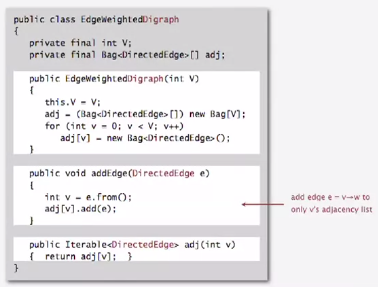 public class EdgeWeightedDigraph
{
private final int V;
private final Bag<DirectedEdge>[] adj;
public EdgeWeightedDigraph(int V)
{
this.V = V;
adj = (Bag<DirectedEdge>[]) new Bag[V];
for (int v = 0; v < V; v++)
adj[v] = new Bag<DirectedEdge>();
}
public void addEdge(DirectedEdge e)
{
int v = e.from();
adj[v].add(e);
}
add edge e = v→w to
only v's adjacency list
public Iterable<DirectedEdge> adj(int v)
{ return adj[v]; }
}